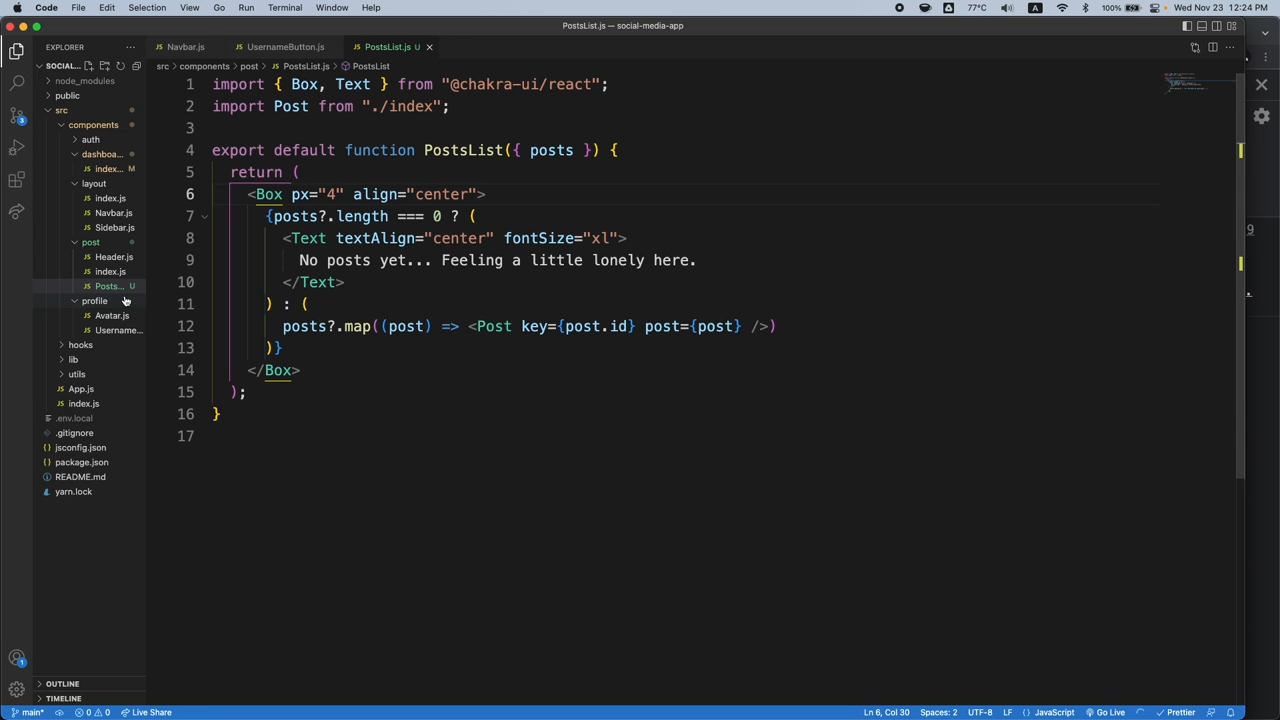 Code File Edit Selection View Go Run Terminal Window Help 77°C A 100% Wed Nov 23 12:24 PM
PostsList.js — social-media-app
EXPLORER ···
JS Navbar.js JS UsernameButton.js JS PostsList.js U
SOCIAL...
src > components > post > JS PostsList.js > PostsList
node_modules
public
src
components
auth
dashboa...
JS index... M
layout
JS index.js
JS Navbar.js
JS Sidebar.js
post
JS Header.js
JS index.js
JS Posts... U
profile
JS Avatar.js
JS Username...
hooks
lib
utils
JS App.js
JS index.js
.env.local
.gitignore
{} jsconfig.json
{} package.json
README.md
yarn.lock
OUTLINE
TIMELINE
3
1
1 import { Box, Text } from "@chakra-ui/react";
2 import Post from "./index";
3
4 export default function PostsList({ posts }) {
5 return (
6 <Box px="4" align="center">
7 {posts?.length === 0 ? (
8 <Text textAlign="center" fontSize="xl">
9 No posts yet... Feeling a little lonely here.
10 </Text>
11 ) : (
12 posts?.map((post) => <Post key={post.id} post={post} />)
13 )}
14 </Box>
15 );
16 }
17
9
main* 0 0 Live Share Ln 6, Col 30 Spaces: 2 UTF-8 LF {} JavaScript Go Live Prettier